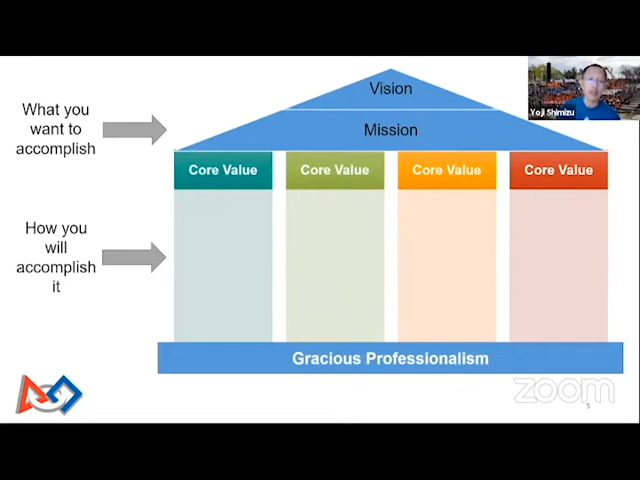 Vision
Yoji Shimizu
What you
want to
accomplish
Mission
Core Value
Core Value
Core Value
Core Value
How you
will
accomplish
it
Gracious Professionalism
zoom
5